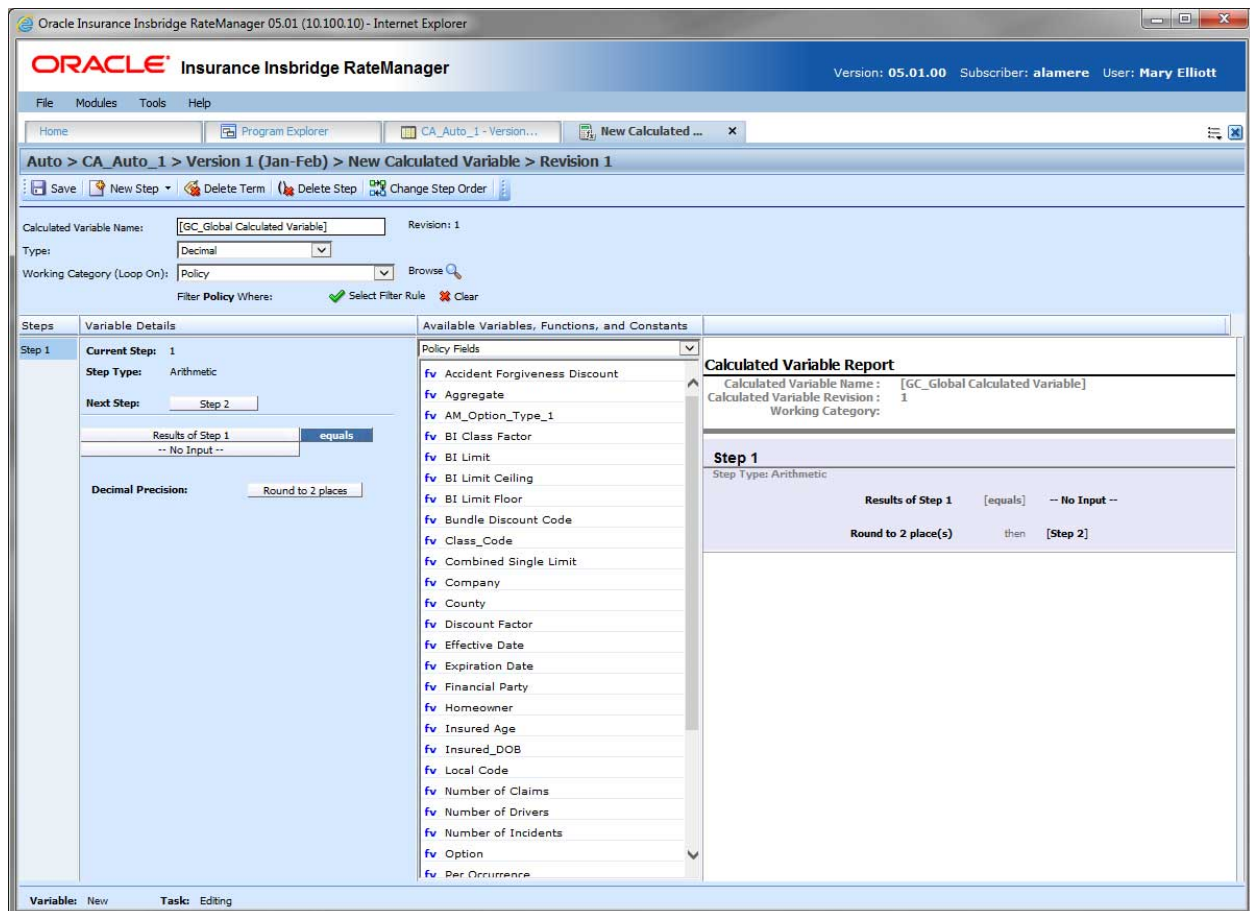 Oracle Insurance Insbridge RateManager 05.01 (10.100.10) - Internet Explorer
ORACLE Insurance Insbridge RateManager
Version: 05.01.00 Subscriber: alamere User: Mary Elliott
File Modules Tools Help
Home Program Explorer CA_Auto_1 - Version... New Calculated ... x
Auto > CA_Auto_1 > Version 1 (Jan-Feb) > New Calculated Variable > Revision 1
Save New Step Delete Term Delete Step Change Step Order
Calculated Variable Name: [GC_Global Calculated Variable] Revision: 1
Type: Decimal
Working Category (Loop On): Policy Browse
Filter Policy Where: Select Filter Rule Clear
Steps Variable Details Available Variables, Functions, and Constants
Step 1
Current Step: 1
Step Type: Arithmetic
Next Step: Step 2
Results of Step 1 equals
-- No Input --
Decimal Precision: Round to 2 places
Policy Fields
fv Accident Forgiveness Discount
fv Aggregate
fv AM_Option_Type_1
fv BI Class Factor
fv BI Limit
fv BI Limit Ceiling
fv BI Limit Floor
fv Bundle Discount Code
fv Class_Code
fv Combined Single Limit
fv Company
fv County
fv Discount Factor
fv Effective Date
fv Expiration Date
fv Financial Party
fv Homeowner
fv Insured Age
fv Insured_DOB
fv Local Code
fv Number of Claims
fv Number of Drivers
fv Number of Incidents
fv Option
fv Per Occurrence
Calculated Variable Report
Calculated Variable Name : [GC_Global Calculated Variable]
Calculated Variable Revision : 1
Working Category:
Step 1
Step Type: Arithmetic
Results of Step 1 [equals] -- No Input --
Round to 2 place(s) then [Step 2]
Variable: New Task: Editing